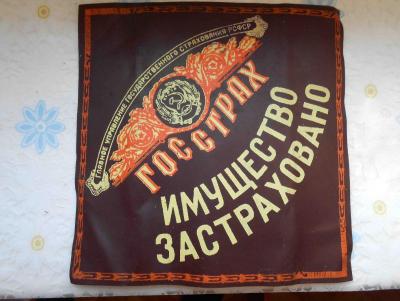 ГЛАВНОЕ УПРАВЛЕНИЕ ГОСУДАРСТВЕННОГО СТРАХОВАНИЯ РСФСР
ГОССТРАХ
ИМУЩЕСТВО
ЗАСТРАХОВАНО